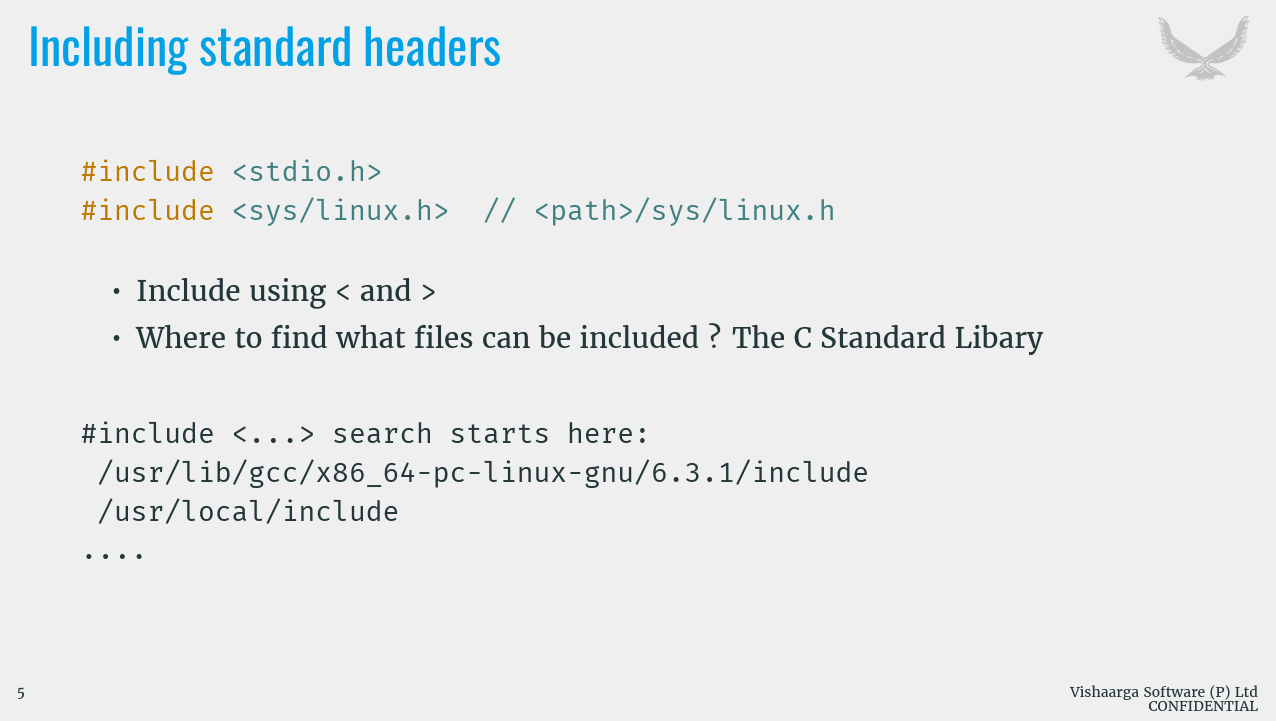 Including standard headers
#include <stdio.h>
#include <sys/linux.h>  // <path>/sys/linux.h
• Include using < and >
• Where to find what files can be included ? The C Standard Libary
#include <...> search starts here:
 /usr/lib/gcc/x86_64-pc-linux-gnu/6.3.1/include
 /usr/local/include
....
5
Vishaarga Software (P) Ltd
CONFIDENTIAL